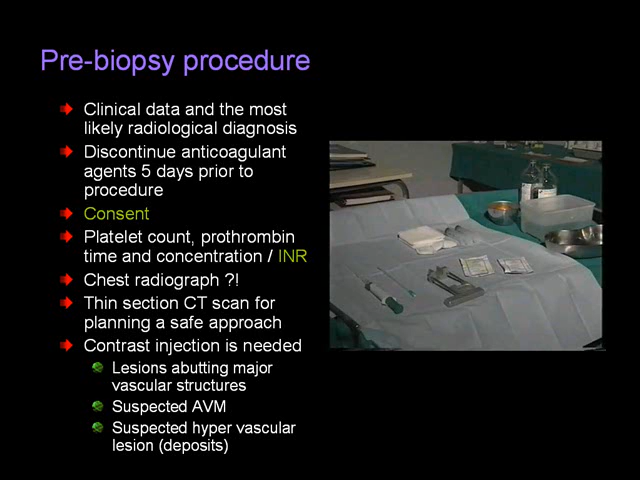 Pre-biopsy procedure
Clinical data and the most
likely radiological diagnosis
Discontinue anticoagulant
agents 5 days prior to
procedure
Consent
Platelet count, prothrombin
time and concentration / INR
Chest radiograph ?!
Thin section CT scan for
planning a safe approach
Contrast injection is needed
Lesions abutting major
vascular structures
Suspected AVM
Suspected hyper vascular
lesion (deposits)